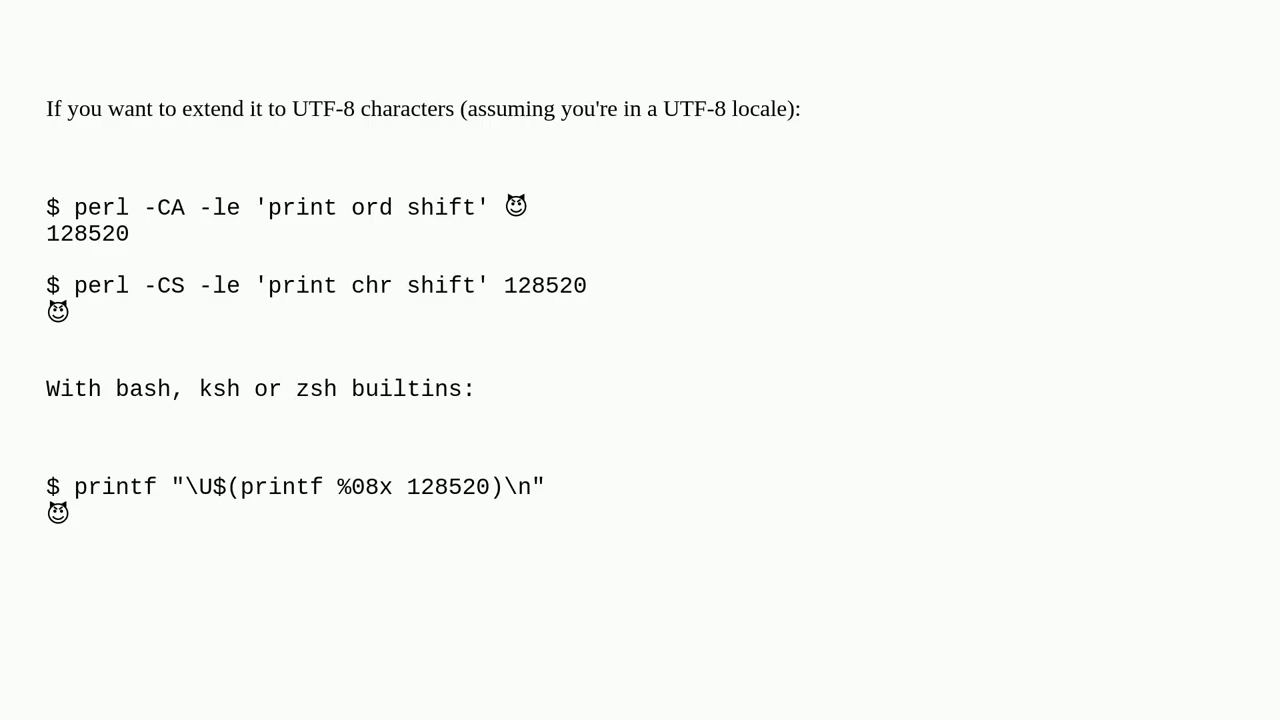 If you want to extend it to UTF-8 characters (assuming you're in a UTF-8 locale):
$ perl -CA -le 'print ord shift' 😈
128520
$ perl -CS -le 'print chr shift' 128520
😈
With bash, ksh or zsh builtins:
$ printf "\U$(printf %08x 128520)\n"
😈